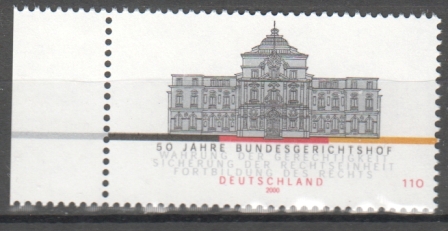 50 JAHRE BUNDESGERICHTSHOF
WAHRUNG DER GERECHTIGKEIT
SICHERUNG DER RECHTSEINHEIT
FORTBILDUNG DES RECHTS
DEUTSCHLAND 110
2000